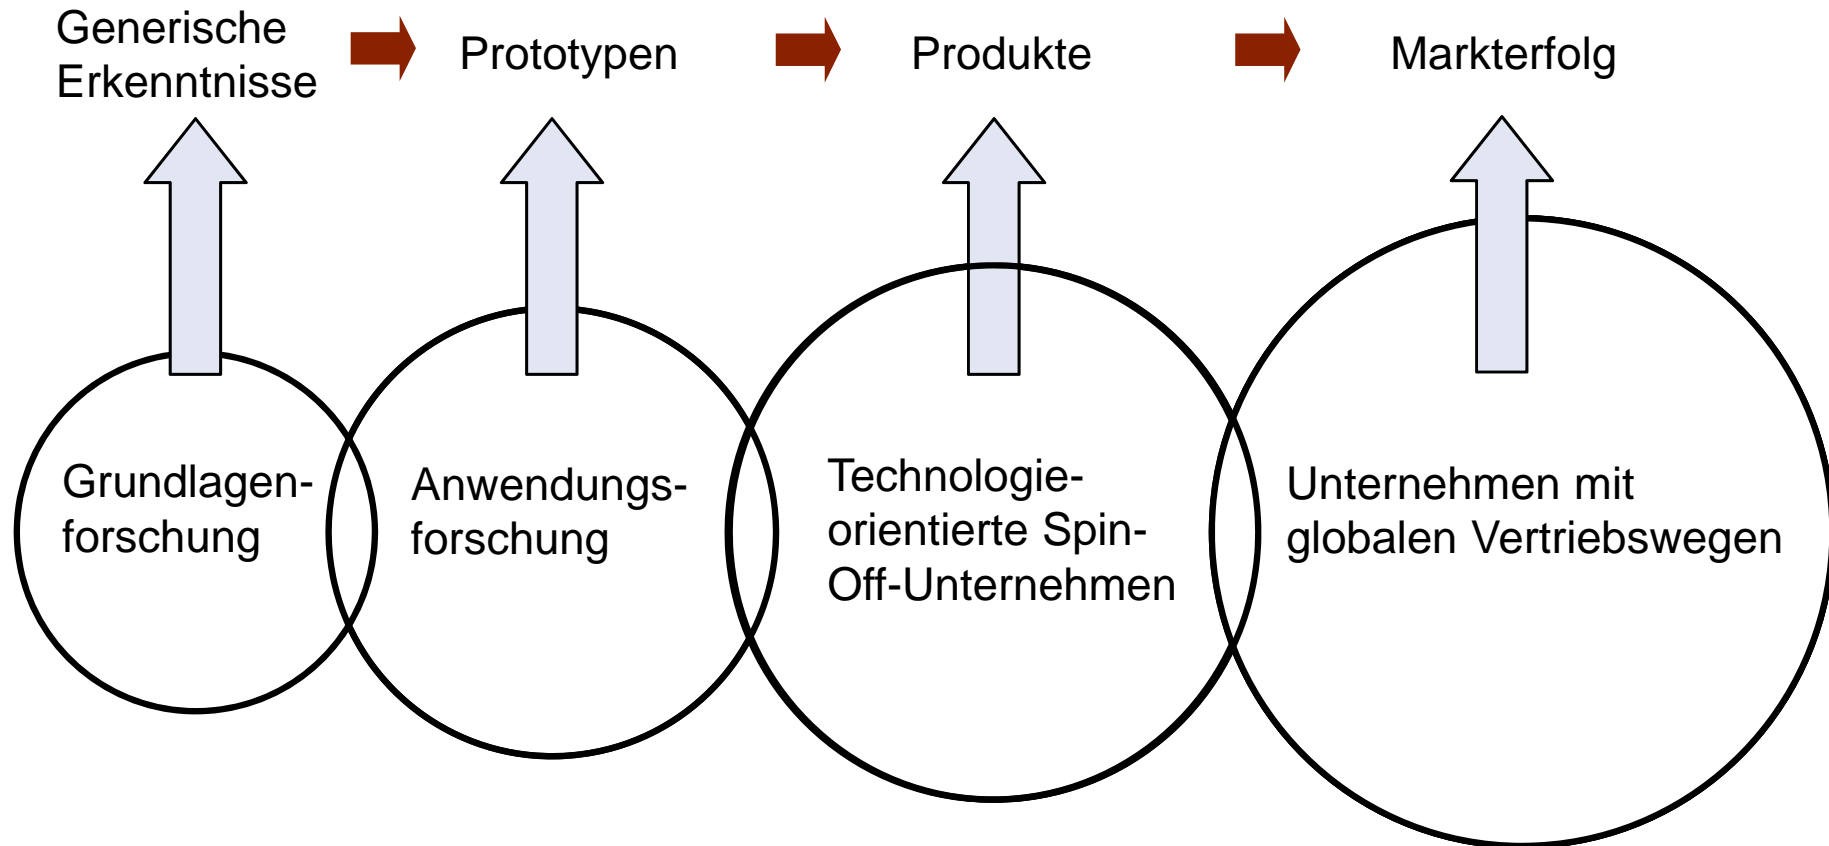 Generische
Erkenntnisse
Prototypen
Produkte
Markterfolg
Grundlagen-
forschung
Anwendungs-
forschung
Technologie-
orientierte Spin-
Off-Unternehmen
Unternehmen mit
globalen Vertriebswegen